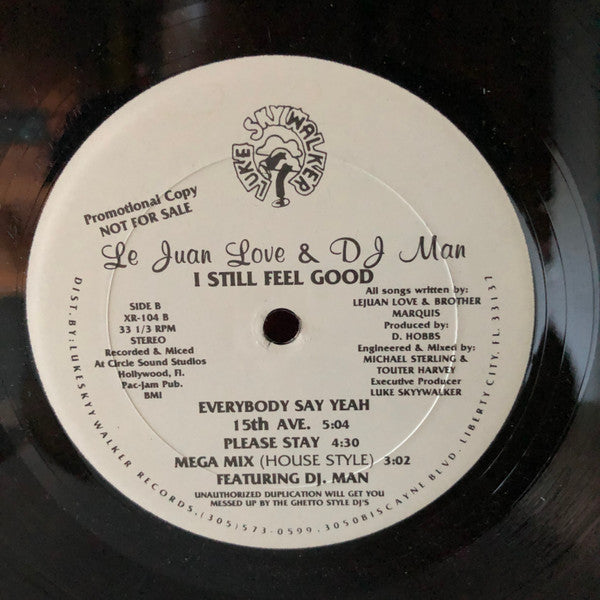 LUKE SKYYWALKER
Promotional Copy
NOT FOR SALE
Le Juan Love & DJ Man
I STILL FEEL GOOD
SIDE B
XR-104 B
33 1/3 RPM
STEREO
Recorded & Miced
At Circle Sound Studios
Hollywood, Fl.
Pac-Jam Pub.
BMI
All songs written by:
LEJUAN LOVE & BROTHER
MARQUIS
Produced by:
D. HOBBS
Engineered & Mixed by:
MICHAEL STERLING &
TOUTER HARVEY
Executive Producer
LUKE SKYYWALKER
EVERYBODY SAY YEAH
15th AVE. 5:04
PLEASE STAY 4:30
MEGA MIX (HOUSE STYLE) 3:02
FEATURING DJ. MAN
UNAUTHORIZED DUPLICATION WILL GET YOU
MESSED UP BY THE GHETTO STYLE DJ'S
DIST. BY: LUKE SKYY WALKER RECORDS, (305) 573-0599. 3050 BISCAYNE BLVD. LIBERTY CITY, FL 33137